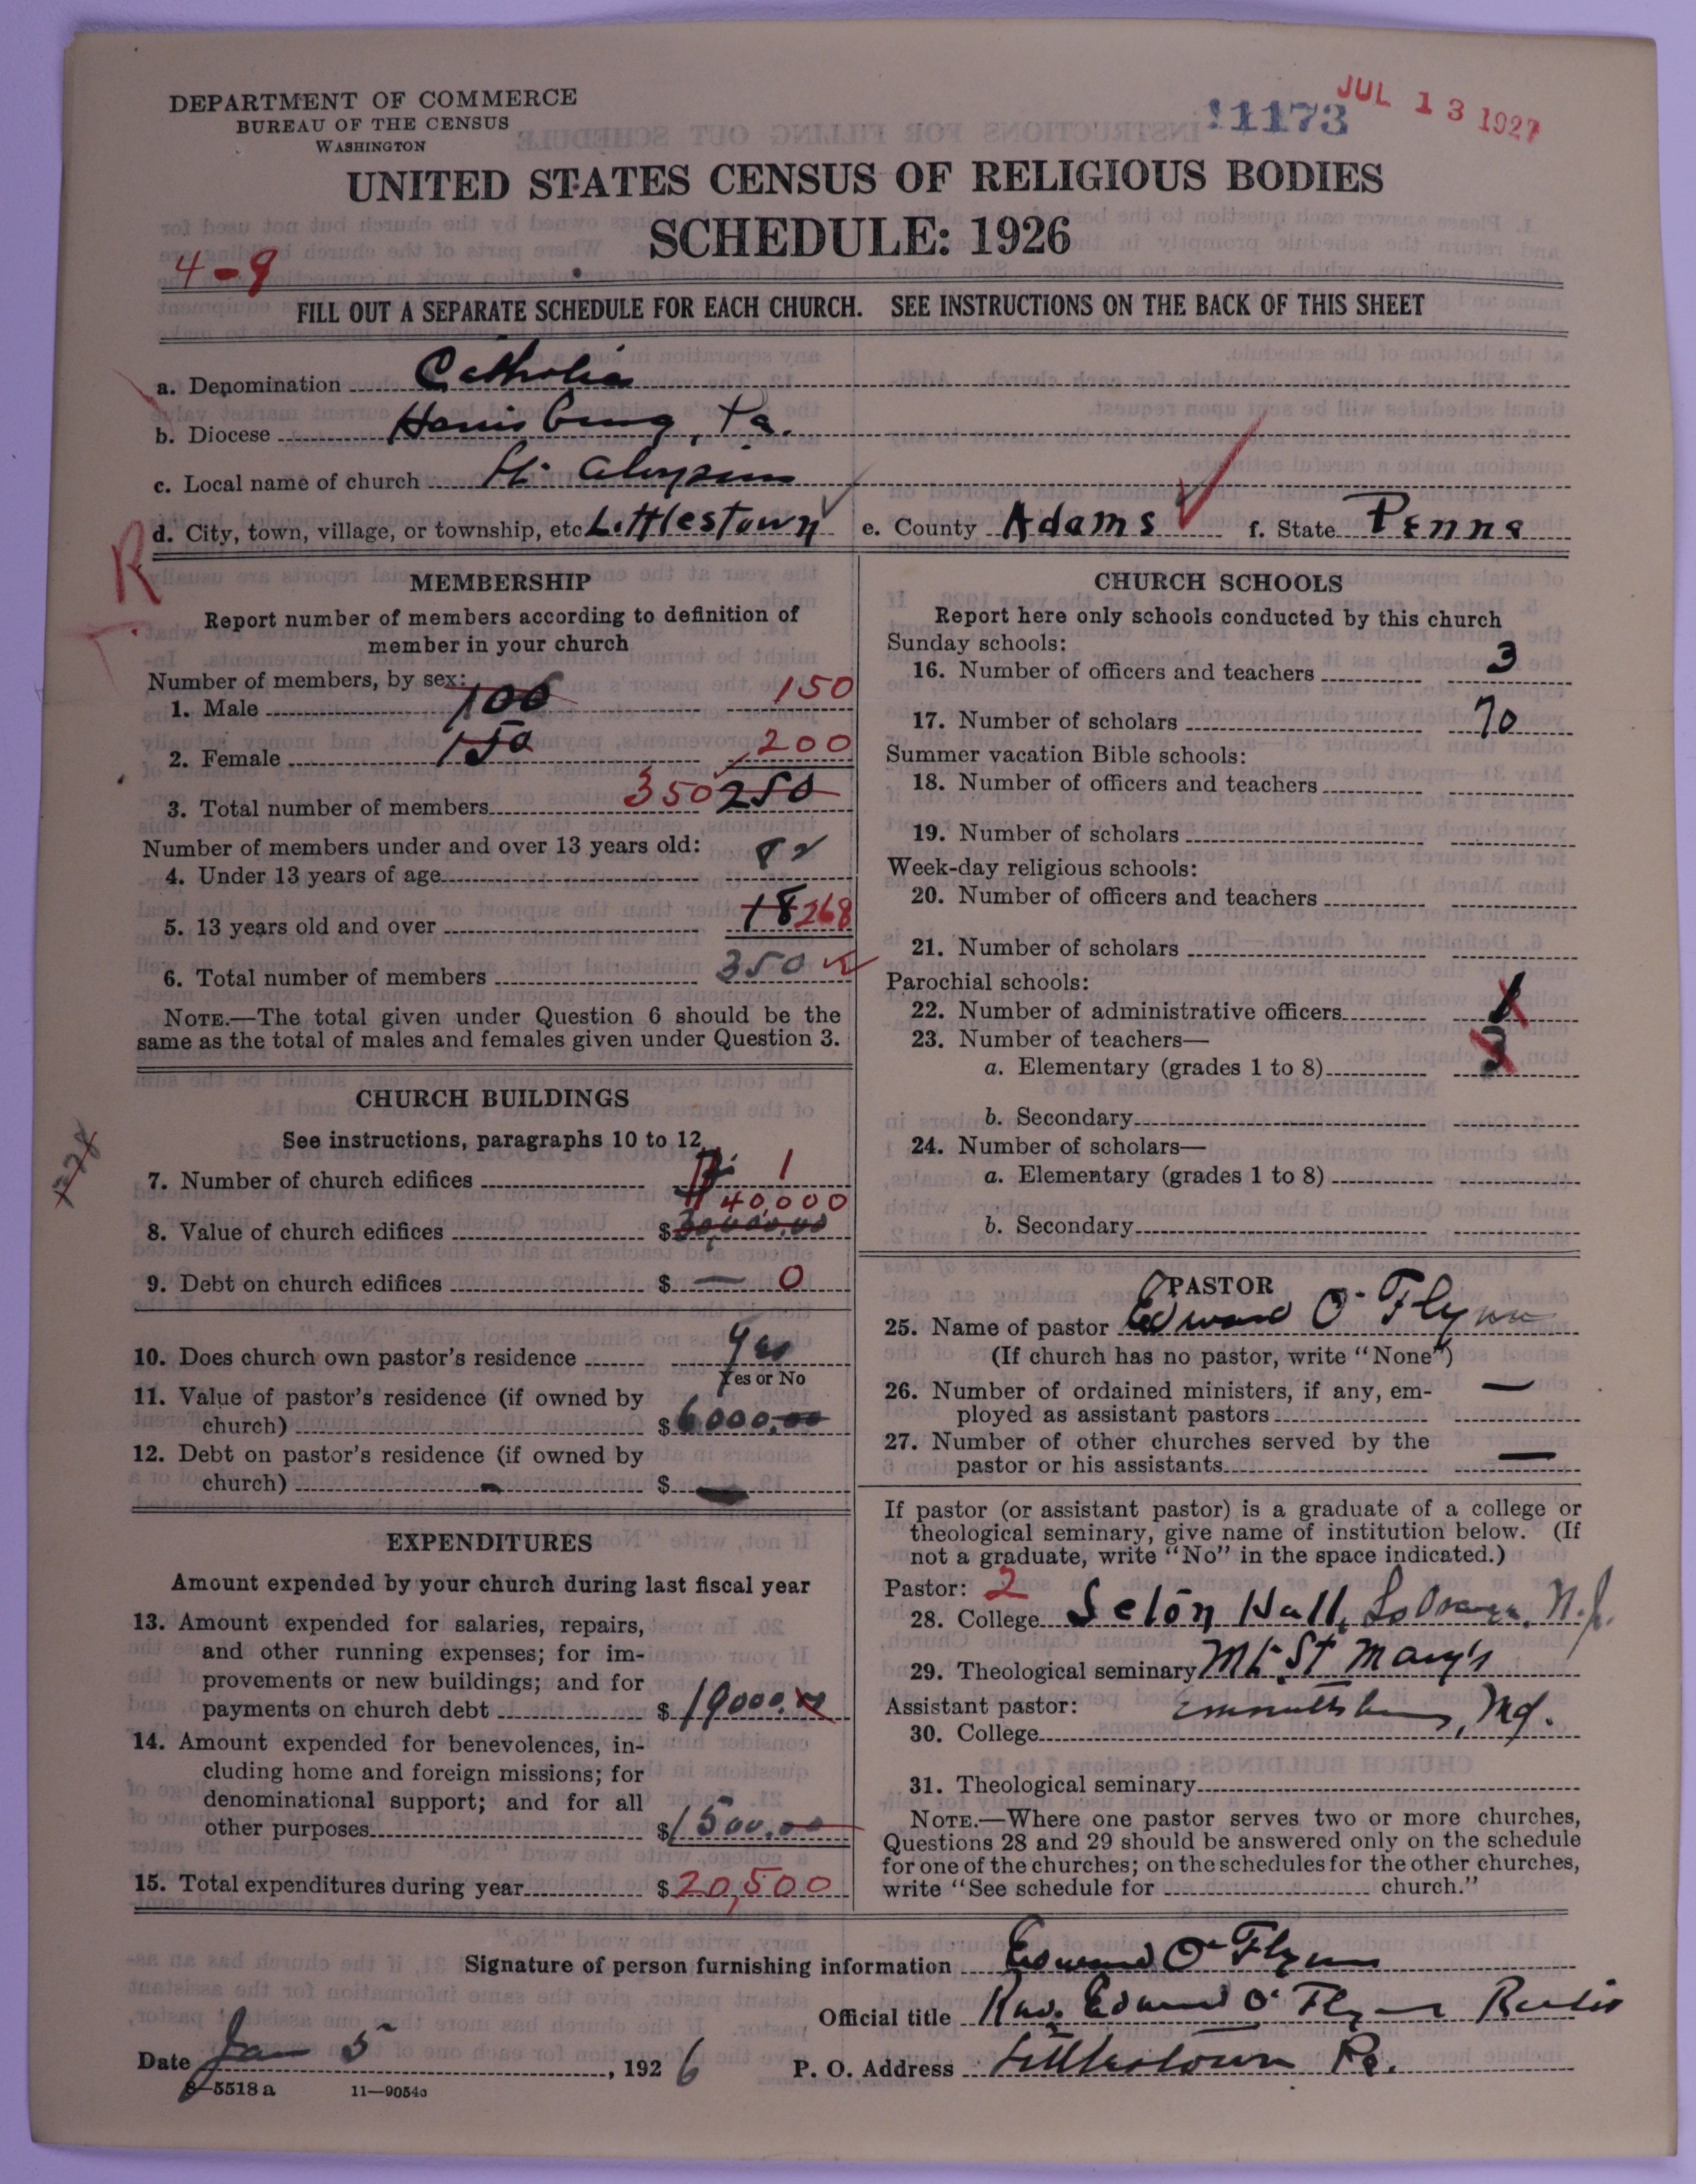 DEPARTMENT OF COMMERCE
BUREAU OF THE CENSUS
WASHINGTON
11173
JUL 13 1927
UNITED STATES CENSUS OF RELIGIOUS BODIES
SCHEDULE: 1926
4-9
FILL OUT A SEPARATE SCHEDULE FOR EACH CHURCH. SEE INSTRUCTIONS ON THE BACK OF THIS SHEET
a. Denomination Catholic
b. Diocese Harrisburg, Pa.
c. Local name of church St. Aloysius
d. City, town, village, or township, etc. Littlestown e. County Adams f. State Penna
R
MEMBERSHIP
Report number of members according to definition of
member in your church
Number of members, by sex:
1. Male 100 150
2. Female 150 200
3. Total number of members 350 250
Number of members under and over 13 years old:
4. Under 13 years of age 82
5. 13 years old and over 18 268
6. Total number of members 350
NOTE.—The total given under Question 6 should be the
same as the total of males and females given under Question 3.
CHURCH BUILDINGS
See instructions, paragraphs 10 to 12
7. Number of church edifices 1
40,000
8. Value of church edifices $
9. Debt on church edifices $ — 0
10. Does church own pastor's residence Yes
Yes or No
11. Value of pastor's residence (if owned by
church) $ 6000.00
12. Debt on pastor's residence (if owned by
church) $ —
EXPENDITURES
Amount expended by your church during last fiscal year
13. Amount expended for salaries, repairs,
and other running expenses; for im-
provements or new buildings; and for
payments on church debt $ 19000.00
14. Amount expended for benevolences, in-
cluding home and foreign missions; for
denominational support; and for all
other purposes $ 1500.00
15. Total expenditures during year $ 20,500
CHURCH SCHOOLS
Report here only schools conducted by this church
Sunday schools:
16. Number of officers and teachers 3
17. Number of scholars 70
Summer vacation Bible schools:
18. Number of officers and teachers
19. Number of scholars
Week-day religious schools:
20. Number of officers and teachers
21. Number of scholars
Parochial schools:
22. Number of administrative officers 1
23. Number of teachers—
a. Elementary (grades 1 to 8) 3
b. Secondary
24. Number of scholars—
a. Elementary (grades 1 to 8)
b. Secondary
PASTOR
25. Name of pastor Edward O'Flynn
(If church has no pastor, write "None")
26. Number of ordained ministers, if any, em-
ployed as assistant pastors —
27. Number of other churches served by the
pastor or his assistants —
If pastor (or assistant pastor) is a graduate of a college or
theological seminary, give name of institution below. (If
not a graduate, write "No" in the space indicated.)
Pastor: 2
28. College Seton Hall, So Orange, N.J.
29. Theological seminary Mt St Mary's
Assistant pastor: Emmittsburg, Md.
30. College
31. Theological seminary
NOTE.—Where one pastor serves two or more churches,
Questions 28 and 29 should be answered only on the schedule
for one of the churches; on the schedules for the other churches,
write "See schedule for church."
Signature of person furnishing information Edward O'Flynn
Official title Rev. Edward O'Flynn Rector
Date Jan 5, 1926 P. O. Address Littlestown Pa.
8-5518 a 11—9054a